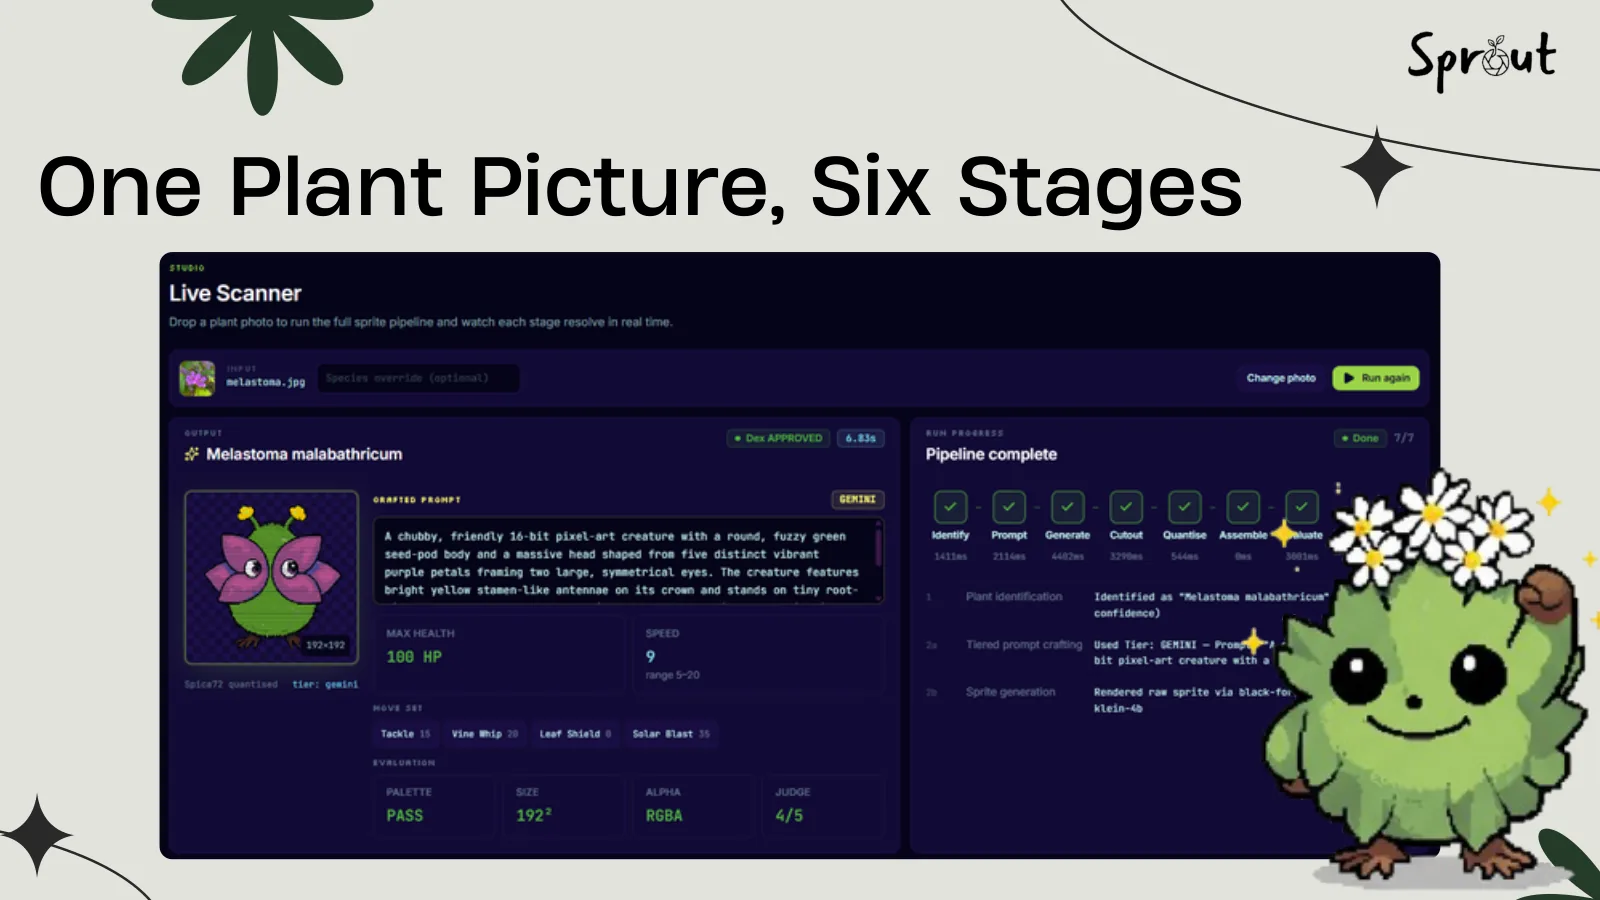 Sprout
One Plant Picture, Six Stages
STUDIO
Live Scanner
Drop a plant photo to run the full sprite pipeline and watch each stage resolve in real time.
INPUT
melastoma.jpg
Species override (optional)
Change photo
Run again
OUTPUT
Melastoma malabathricum
Dex APPROVED
6.83s
192×192
Spica72 quantised tier: gemini
CRAFTED PROMPT
GEMINI
A chubby, friendly 16-bit pixel-art creature with a round, fuzzy green
seed-pod body and a massive head shaped from five distinct vibrant
purple petals framing two large, symmetrical eyes. The creature features
bright yellow stamen-like antennae on its crown and stands on tiny root-
MAX HEALTH
100 HP
SPEED
9
range 5–20
MOVE SET
Tackle 15
Vine Whip 20
Leaf Shield 0
Solar Blast 35
EVALUATION
PALETTE
PASS
SIZE
192²
ALPHA
RGBA
JUDGE
4/5
RUN PROGRESS
Pipeline complete
Done
7/7
Identify
Prompt
Generate
Cutout
Quantise
Assemble
uate
1411ms
2114ms
4402ms
3290ms
544ms
0ms
3001ms
1 Plant identification Identified as "Melastoma malabathricum"
confidence)
2a Tiered prompt crafting Used Tier: GEMINI —
bit pixel-art creature with a
2b Sprite generation Rendered raw sprite via
klein-4b